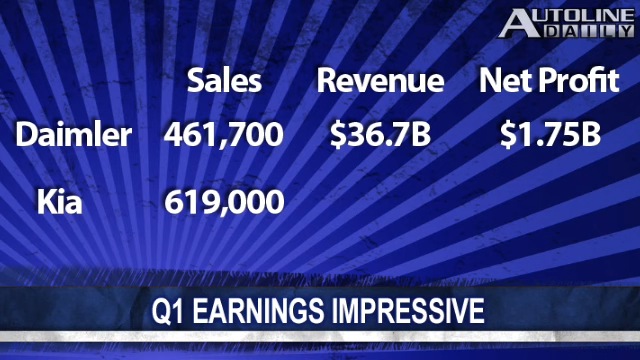 AUTOLINE
DAILY
Sales Revenue Net Profit
Daimler 461,700 $36.7B $1.75B
Kia 619,000
Q1 EARNINGS IMPRESSIVE